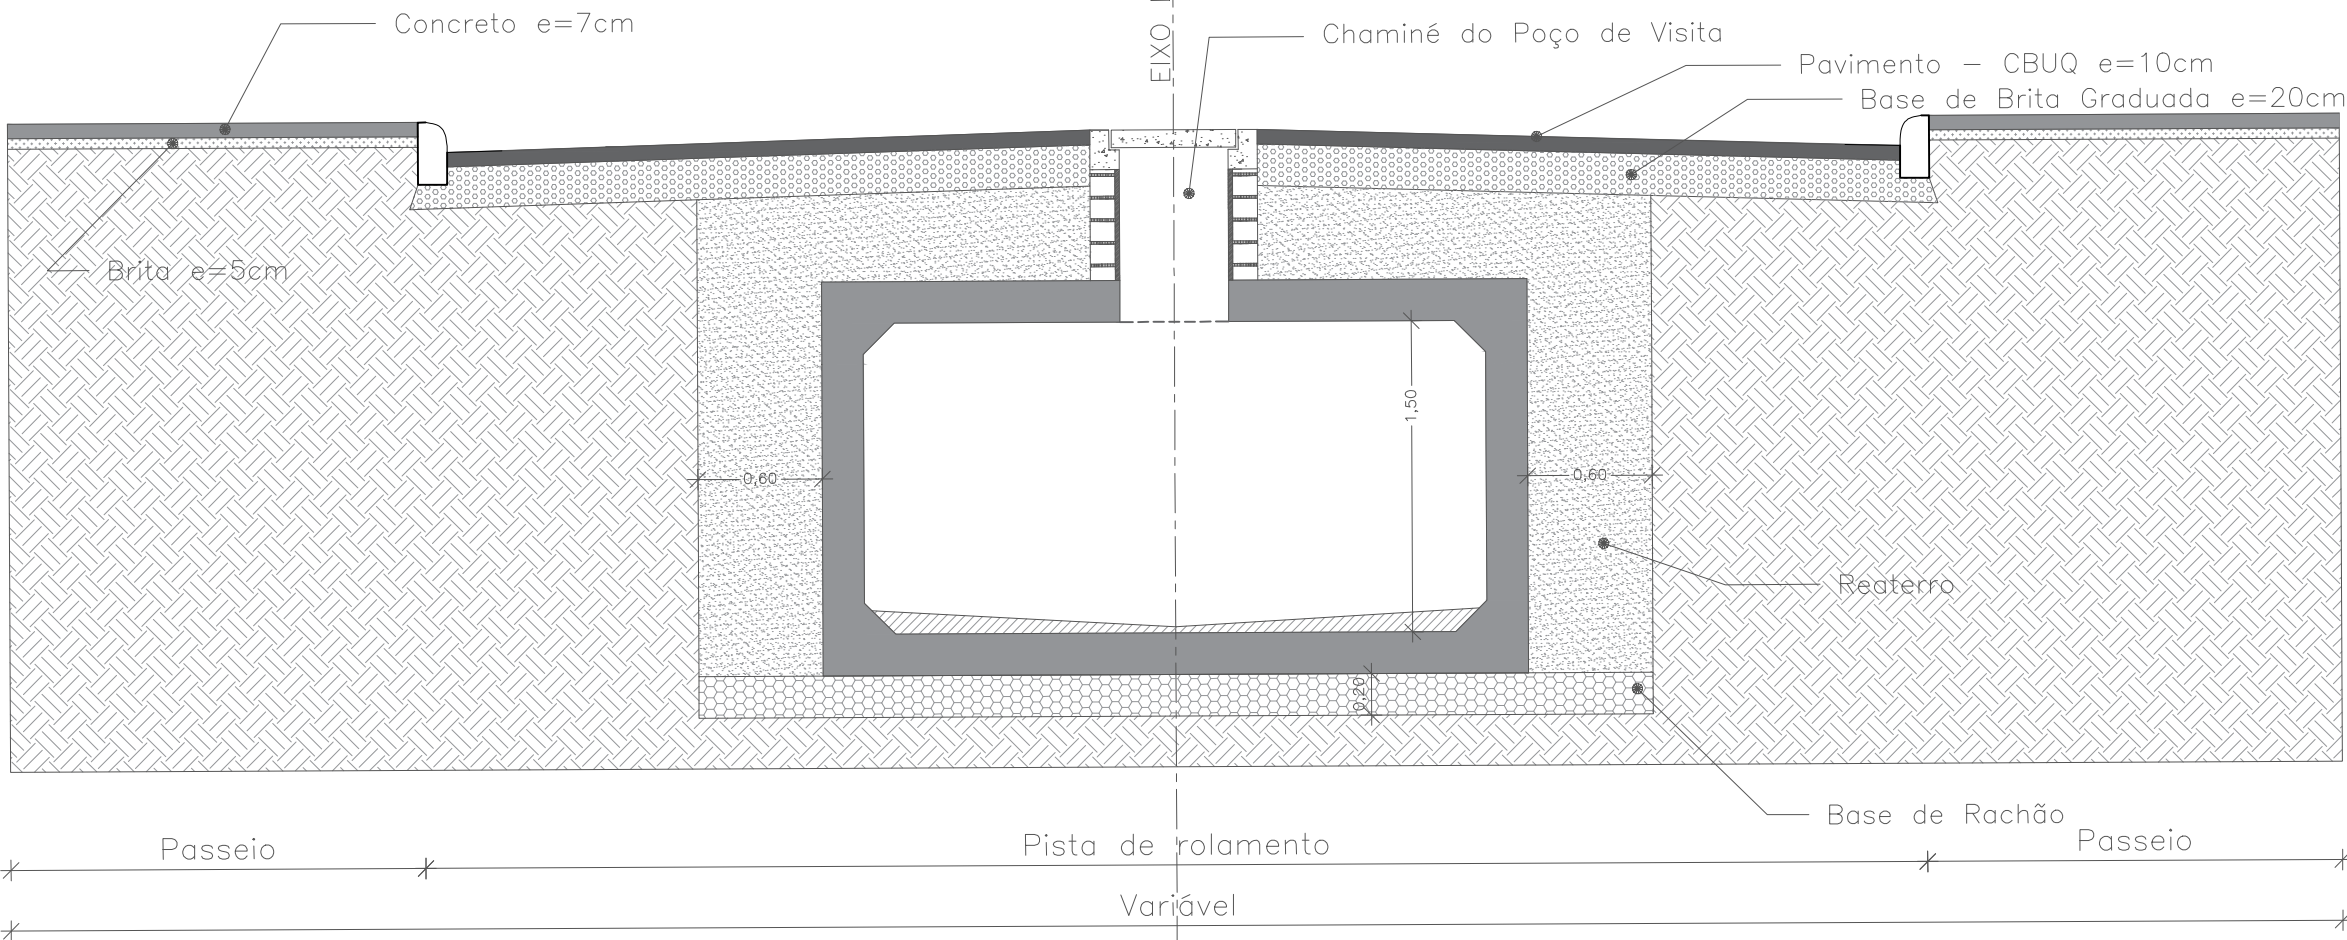 Concreto e=7cm
EIXO
Chaminé do Poço de Visita
Pavimento – CBUQ e=10cm
Base de Brita Graduada e=20cm
Brita e=5cm
1,50
0,60
0,60
Reaterro
0,20
Base de Rachão
Passeio
Pista de rolamento
Passeio
Variável